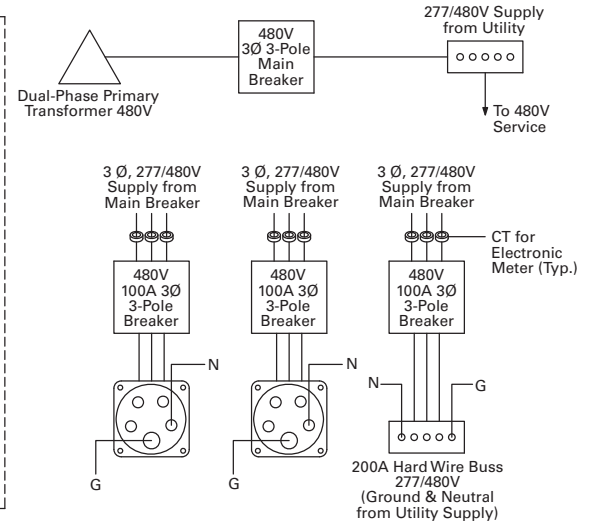 277/480V Supply
from Utility
480V
3Ø 3-Pole
Main
Breaker
Dual-Phase Primary
Transformer 480V
To 480V
Service
3 Ø, 277/480V
Supply from
Main Breaker
3 Ø, 277/480V
Supply from
Main Breaker
3 Ø, 277/480V
Supply from
Main Breaker
CT for
Electronic
Meter (Typ.)
480V
100A 3Ø
3-Pole
Breaker
480V
100A 3Ø
3-Pole
Breaker
480V
100A 3Ø
3-Pole
Breaker
N
N
N
G
G
G
200A Hard Wire Buss
277/480V
(Ground & Neutral
from Utility Supply)